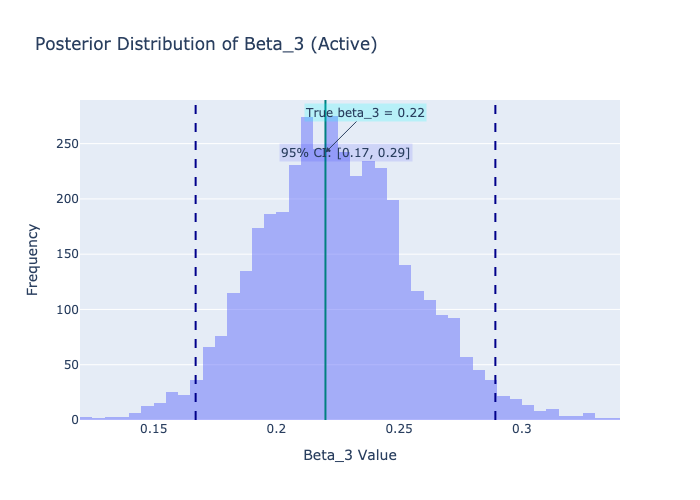 Posterior Distribution of Beta_3 (Active)
True beta_3 = 0.22
95% CI: [0.17, 0.29]
250
200
150
100
50
0
Frequency
0.15
0.2
0.25
0.3
Beta_3 Value